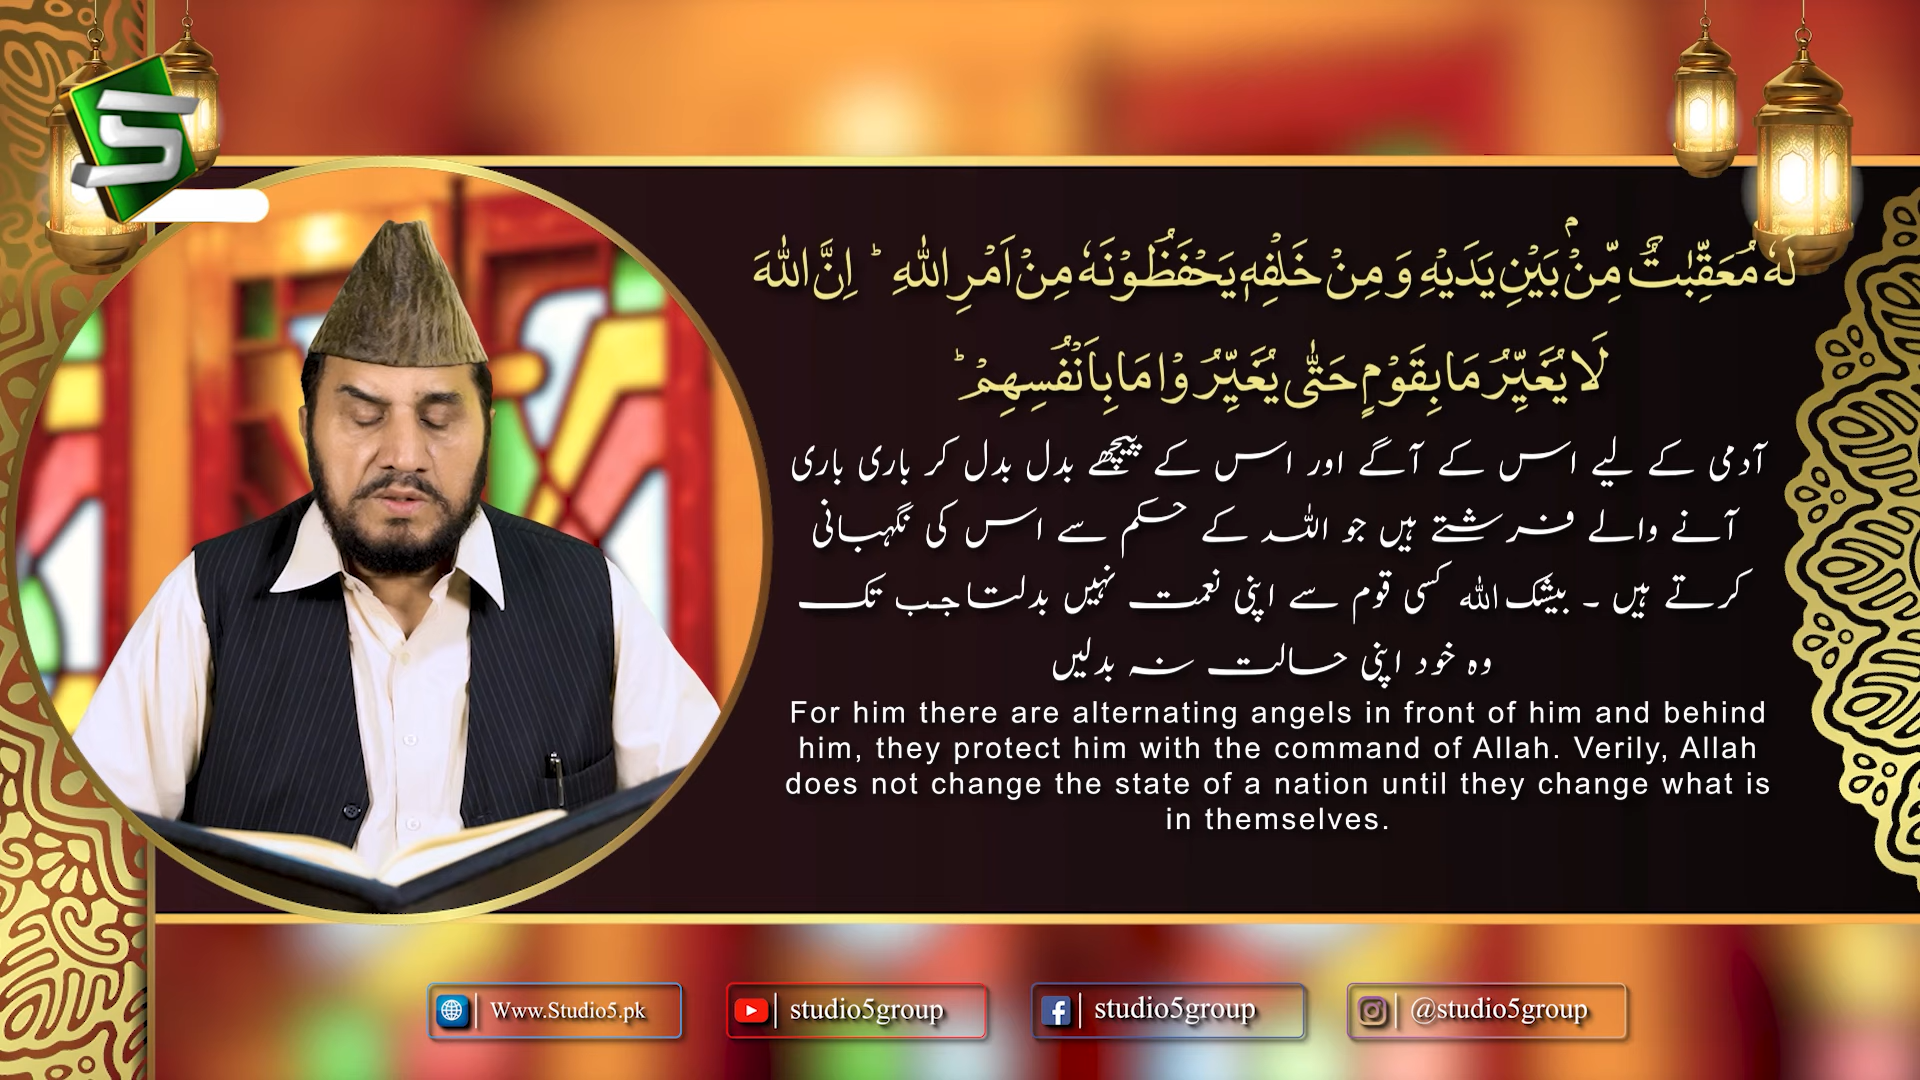 لَهٗ مُعَقِّبٰتٌ مِّنْۢ بَیْنِ یَدَیْهِ وَ مِنْ خَلْفِهٖ یَحْفَظُوْنَهٗ مِنْ اَمْرِ اللّٰهِؕ اِنَّ اللّٰهَ
لَا یُغَیِّرُ مَا بِقَوْمٍ حَتّٰى یُغَیِّرُوْا مَا بِاَنْفُسِهِمْؕ
آدمی کے لیے اس کے آگے اور اس کے پیچھے بدل بدل کر باری باری
آنے والے فرشتے ہیں جو اللہ کے حکم سے اس کی نگہبانی
کرتے ہیں ۔ بیشک اللہ کسی قوم سے اپنی نعمت نہیں بدلتا جب تک
وہ خود اپنی حالت نہ بدلیں
For him there are alternating angels in front of him and behind
him, they protect him with the command of Allah. Verily, Allah
does not change the state of a nation until they change what is
in themselves.
Www.Studio5.pk
studio5group
studio5group
@studio5group